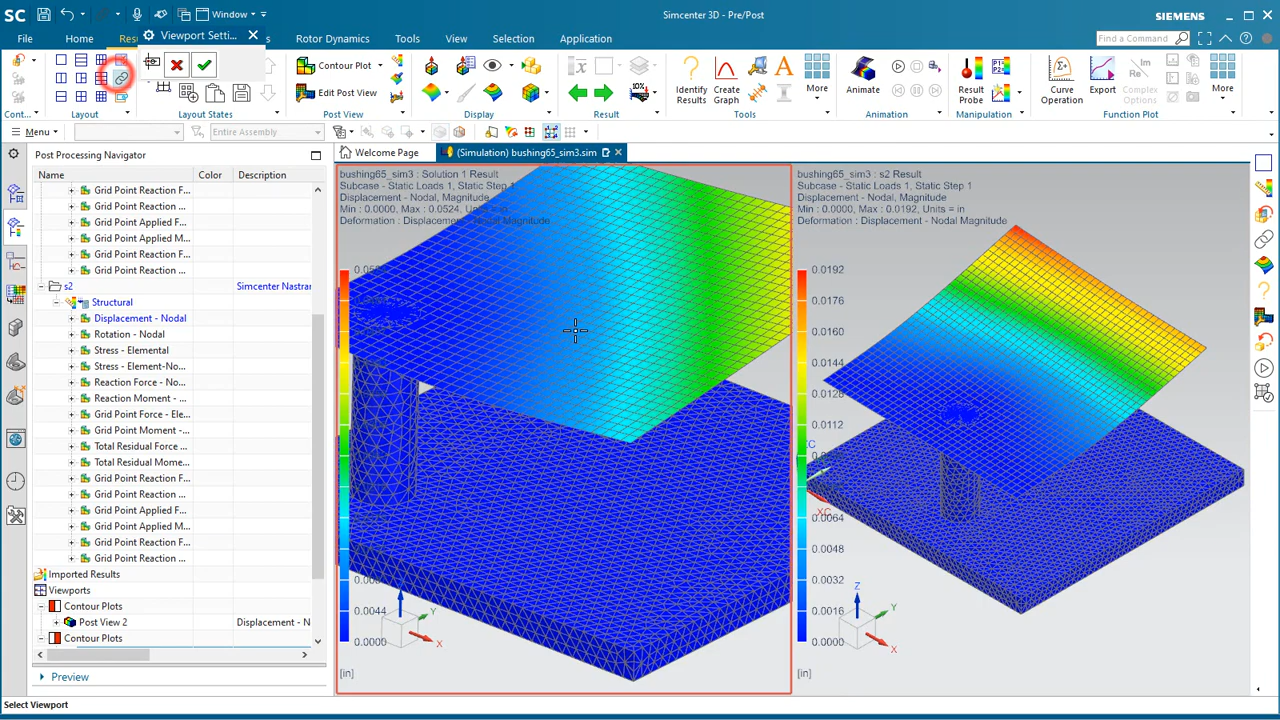 SC
Window
Simcenter 3D - Pre/Post
SIEMENS
Viewport Setti...
File
Home
Rotor Dynamics
Tools
View
Selection
Application
Find a Command
Contour Plot
Edit Post View
Identify Results
Create Graph
More
Animate
Result Probe
Curve Operation
Export
Complex Options
More
Cont...
Layout
Layout States
Display
Result
Tools
Animation
Manipulation
Function Plot
Menu
Entire Assembly
Post Processing Navigator
Welcome Page
(Simulation) bushing65_sim3.sim
Name
Color
Description
Grid Point Reaction F...
Grid Point Reaction ...
Grid Point Applied F...
Grid Point Applied M...
Grid Point Reaction F...
Grid Point Reaction ...
s2
Simcenter Nastra
Structural
Displacement - Nodal
Rotation - Nodal
Stress - Elemental
Stress - Element-No...
Reaction Force - No...
Reaction Moment - ...
Grid Point Force - Ele...
Grid Point Moment - ...
Total Residual Force ...
Total Residual Mome...
Grid Point Reaction F...
Grid Point Reaction ...
Grid Point Applied F...
Grid Point Applied M...
Grid Point Reaction F...
Grid Point Reaction ...
Imported Results
Viewports
Contour Plots
Post View 2
Displacement - N
Contour Plots
Preview
Select Viewport
bushing65_sim3 : Solution 1 Result
Subcase - Static Loads 1, Static Step 1
Displacement - Nodal, Magnitude
Min : 0.0000, Max : 0.0524, Units = in
Deformation : Displacement - Nodal Magnitude
0.0044
0.0000
[in]
Y
X
bushing65_sim3 : s2 Result
Subcase - Static Loads 1, Static Step 1
Displacement - Nodal, Magnitude
Min : 0.0000, Max : 0.0192, Units = in
Deformation : Displacement - Nodal Magnitude
0.0192
0.0176
0.0160
0.0144
0.0128
0.0064
0.0048
0.0032
0.0016
0.0000
[in]
XC
Z
Y
X